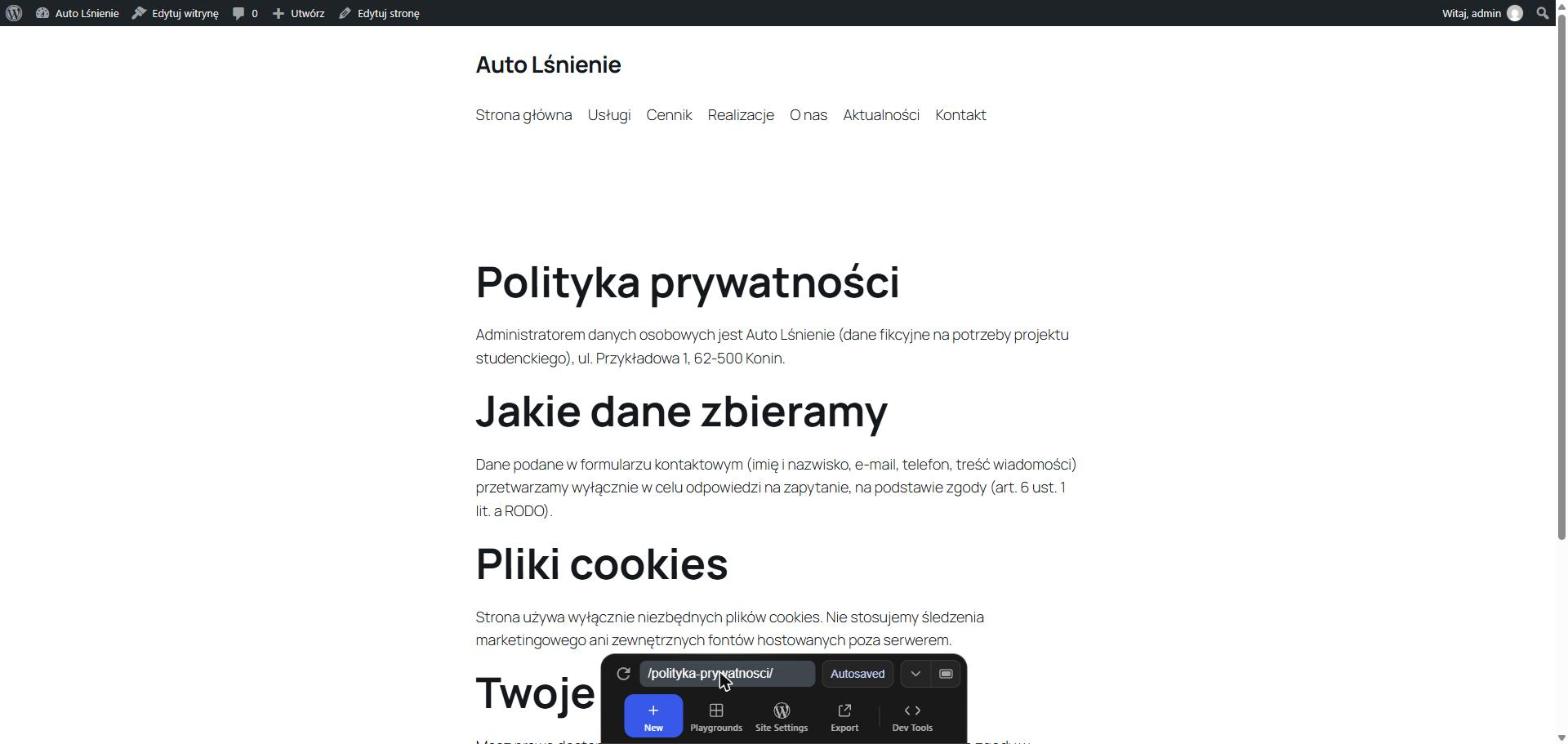 Auto Lśnienie Edytuj witrynę 0 Utwórz Edytuj stronę Witaj, admin
Auto Lśnienie
Strona główna Usługi Cennik Realizacje O nas Aktualności Kontakt
Polityka prywatności
Administratorem danych osobowych jest Auto Lśnienie (dane fikcyjne na potrzeby projektu
studenckiego), ul. Przykładowa 1, 62-500 Konin.
Jakie dane zbieramy
Dane podane w formularzu kontaktowym (imię i nazwisko, e-mail, telefon, treść wiadomości)
przetwarzamy wyłącznie w celu odpowiedzi na zapytanie, na podstawie zgody (art. 6 ust. 1
lit. a RODO).
Pliki cookies
Strona używa wyłącznie niezbędnych plików cookies. Nie stosujemy śledzenia
marketingowego ani zewnętrznych fontów hostowanych poza serwerem.
Twoje
/polityka-prywatnosci/ Autosaved
New Playgrounds Site Settings Export Dev Tools